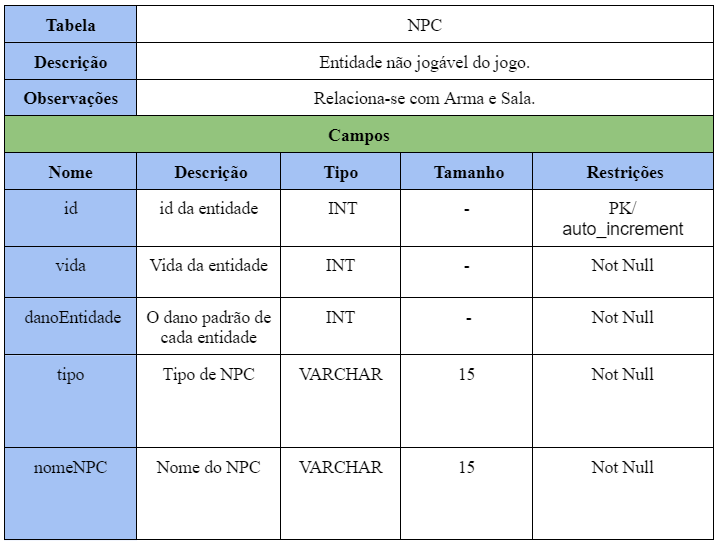 Tabela NPC
Descrição Entidade não jogável do jogo.
Observações Relaciona-se com Arma e Sala.
Campos
Nome Descrição Tipo Tamanho Restrições
id id da entidade INT - PK/
auto_increment
vida Vida da entidade INT - Not Null
danoEntidade O dano padrão de INT - Not Null
cada entidade
tipo Tipo de NPC VARCHAR 15 Not Null
nomeNPC Nome do NPC VARCHAR 15 Not Null